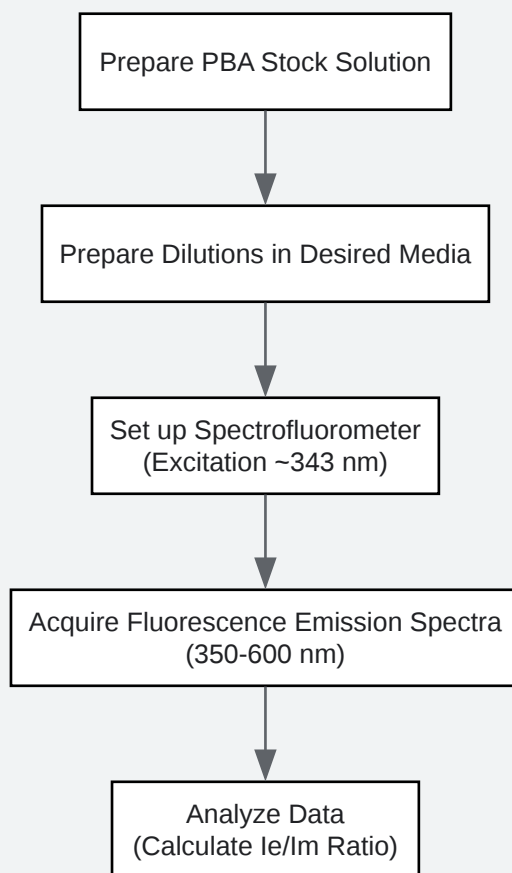 Prepare PBA Stock Solution
Prepare Dilutions in Desired Media
Set up Spectrofluorometer
(Excitation ~343 nm)
Acquire Fluorescence Emission Spectra
(350-600 nm)
Analyze Data
(Calculate Ie/Im Ratio)